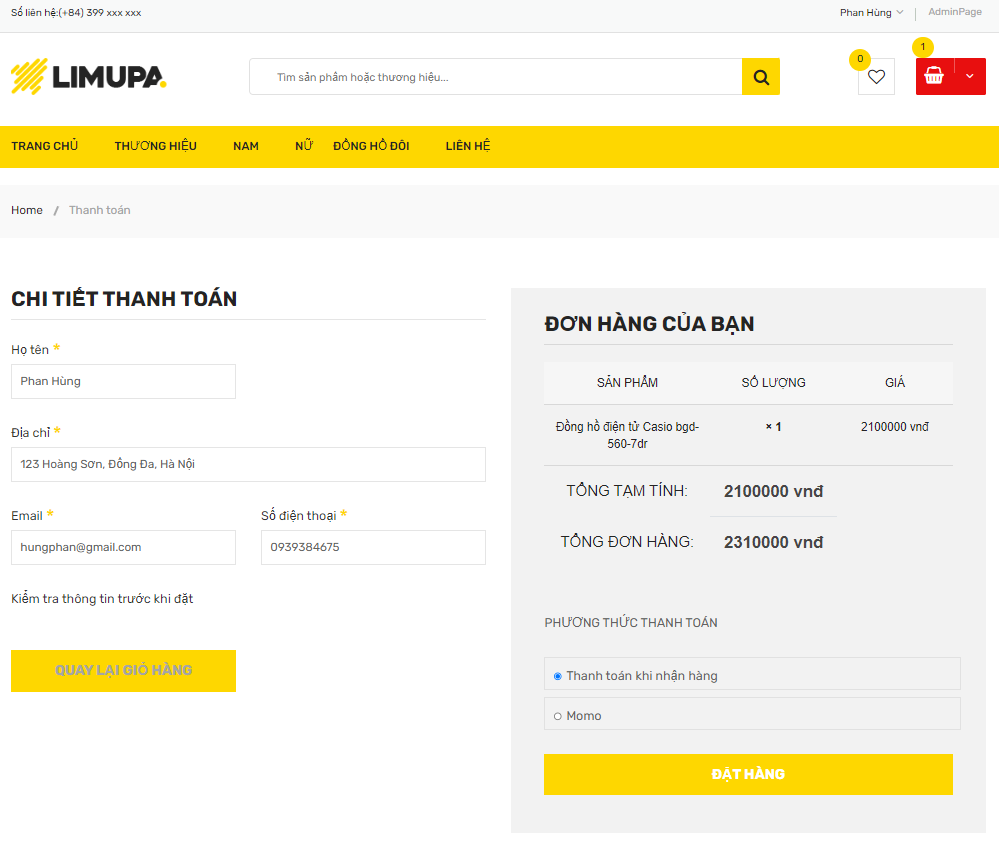 Số liên hệ:(+84) 399 xxx xxx
Phan Hùng
AdminPage
LIMUPA.
Tìm sản phẩm hoặc thương hiệu...
0
1
TRANG CHỦ THƯƠNG HIỆU NAM NỮ ĐỒNG HỒ ĐÔI LIÊN HỆ
Home / Thanh toán
CHI TIẾT THANH TOÁN
Họ tên *
Phan Hùng
Địa chỉ *
123 Hoàng Sơn, Đống Đa, Hà Nội
Email * Số điện thoại *
hungphan@gmail.com 0939384675
Kiểm tra thông tin trước khi đặt
QUAY LẠI GIỎ HÀNG
ĐƠN HÀNG CỦA BẠN
SẢN PHẨM SỐ LƯỢNG GIÁ
Đồng hồ điện tử Casio bgd- × 1 2100000 vnđ
560-7dr
TỔNG TẠM TÍNH: 2100000 vnđ
TỔNG ĐƠN HÀNG: 2310000 vnđ
PHƯƠNG THỨC THANH TOÁN
Thanh toán khi nhận hàng
Momo
ĐẶT HÀNG